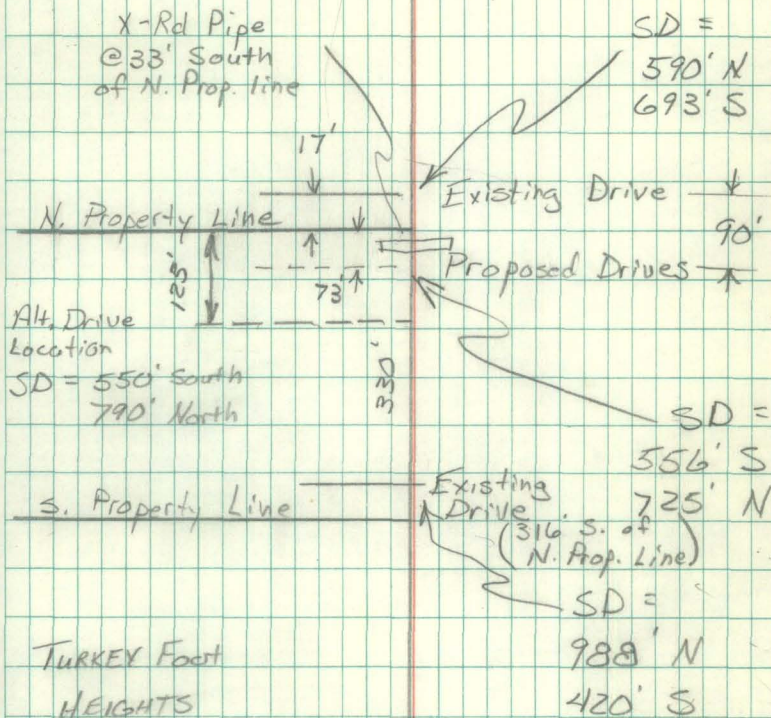 X-Rd Pipe
@ 33' South
of N. Prop. line
SD =
590' N
693' S
17'
Existing Drive
N. Property Line
90'
125'
73'
Proposed Drives
Alt. Drive
Location
SD = 550' South
790' North
330'
SD =
556' S
725' N
Existing
Drive
(316' S. of
N. Prop. Line)
S. Property Line
SD =
988' N
420' S
TURKEY Foot
HEIGHTS